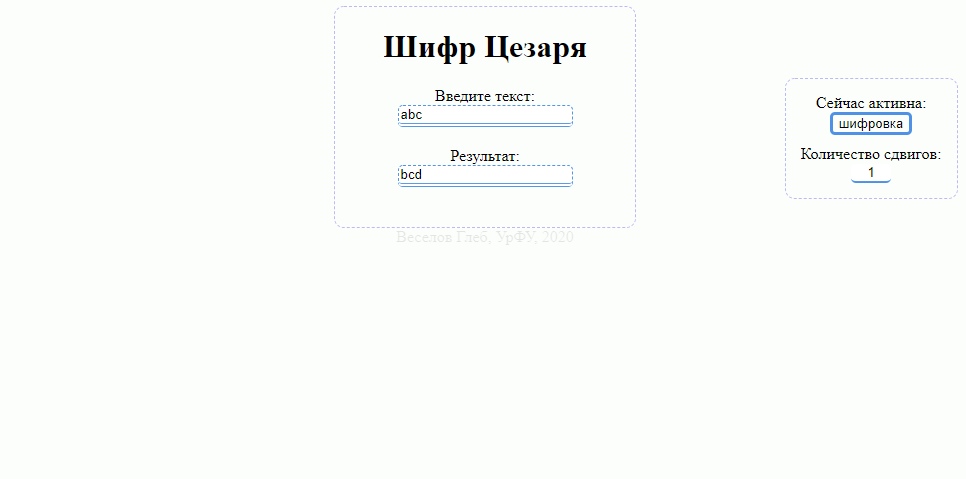 Шифр Цезаря
Введите текст:
abc
Результат:
bcd
Веселов Глеб, УрФУ, 2020
Сейчас активна:
шифровка
Количество сдвигов:
1